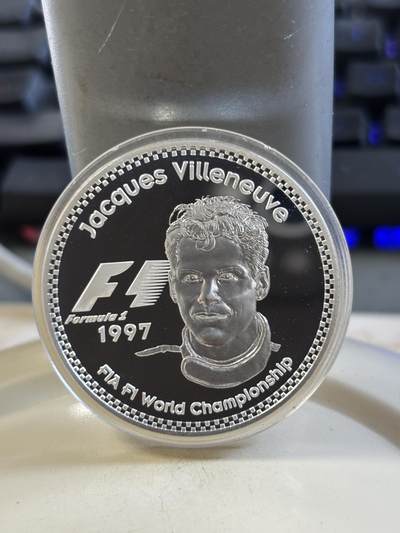 Jacques Villeneuve
F1
Formula 1
1997
FIA F1 World Championship